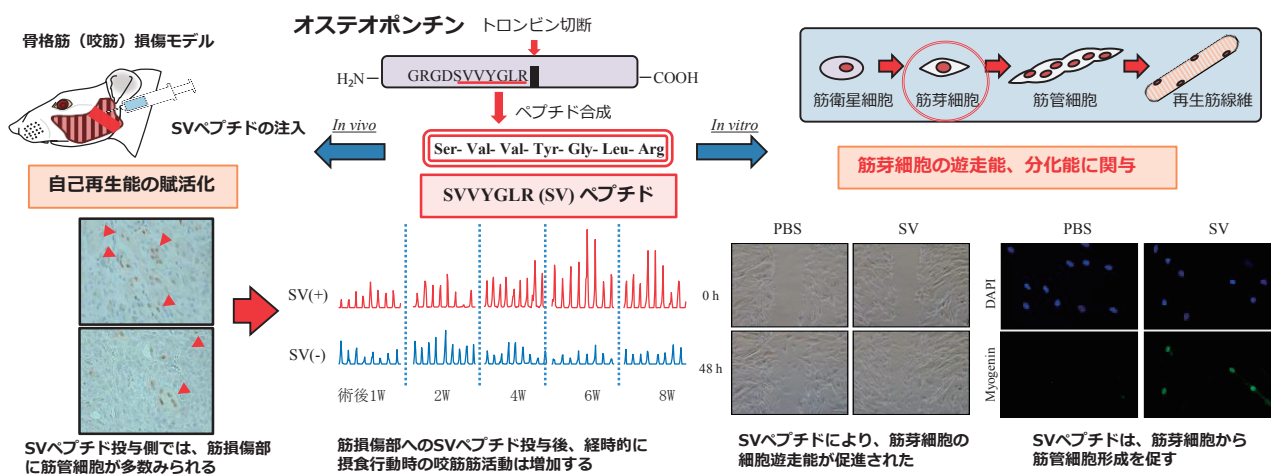 オステオポンチン
トロンビン切断
骨格筋（咬筋）損傷モデル
H₂N
GRGDSVVYGLR
COOH
筋衛星細胞
筋芽細胞
筋管細胞
再生筋線維
SVペプチドの注入
In vivo
ペプチド合成
In vitro
Ser- Val- Val- Tyr- Gly- Leu- Arg
自己再生能の賦活化
SVVYGLR (SV) ペプチド
筋芽細胞の遊走能、分化能に関与
PBS
SV
PBS
SV
SV(+)
0 h
DAPI
SV(-)
48 h
Myogenin
術後1W
2W
4W
6W
8W
SVペプチド投与側では、筋損傷部
に筋管細胞が多数みられる
筋損傷部へのSVペプチド投与後、経時的に
摂食行動時の咬筋筋活動は増加する
SVペプチドにより、筋芽細胞の
細胞遊走能が促進された
SVペプチドは、筋芽細胞から
筋管細胞形成を促す